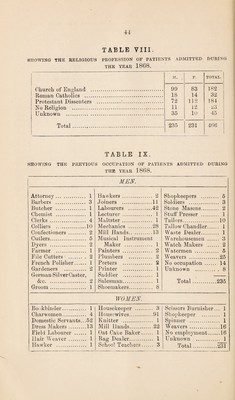 44
TABLE VIII.
SHOWING THE RELIGIOUS PROFESSION OF PATIENTS ADMITTED DURING
THE YEAR 1868.
M. F. TOTAL
Church of England 99 83 182
Roman Catholics 18 14 32
Protestant Dissenters 72 112 184
No Religion 11 12 23
Unknown 35 10 45
Total 235 231 466
TABLE IX.
SHOWING THE PREVIOUS OCCUPATION OF PATIENTS ADMITTED DURING
THE YEAR 1868.
MEN.
Attorney 1
Barbers 3
Butcher 1
Chemist 1
Clerks 4
Colliers 10
Confectioners 2
Cutlers 5
Dyers 2
Farmer 1
File Cutters 2
French Polisher 1
Gardeners 2
German Silver Caster,
&c. 2
Groom 1
Hawkers 2
Joiners 11
Labourers 42
Lecturer 1
Maltster 1
Mechanics 28
Mill Hands 13
Musical Instrument
Maker 1
Painters 2
Plumbers 2
Porters 2
Printer 1
Saddler 1
Salesman 1
Shoemakers 8
Shopkeepers 5
Soldiers 3
Stone Masons 2
Stuff Presser 1
Tailors 10
Tallow Chandler 1
Waste Dealer 1
Warehousemen 3
Watch Makers 2
Watermen 2
Weavers 23
No occupation 14
Unknown 8
Total 235
WOMEN.
Bookbinder 1
Charwomen 4
Domestic Servants 52
Dress Makers 13
Field Labourer 1
Hair Weaver 1
Hawker 1
Housekeeper 3
Housewives 91
Knitter 1
Mill Hands 22
Oat Cake Baker 1
Rag Dealer 1
School Teachers 3
Scissors Burnisher 1
Shopkeeper 1
Spinner 1
Weavers 16
No employment 16
Unknown 1
Total 231